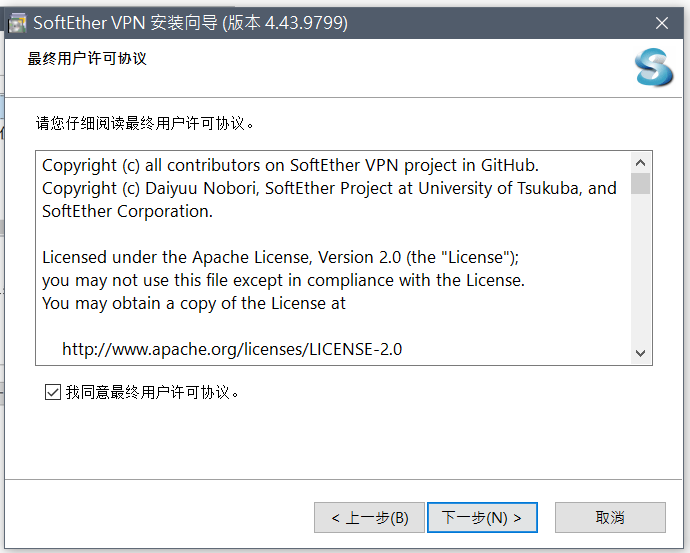 SoftEther VPN 安装向导 (版本 4.43.9799)
最终用户许可协议
请您仔细阅读最终用户许可协议。
Copyright (c) all contributors on SoftEther VPN project in GitHub.
Copyright (c) Daiyuu Nobori, SoftEther Project at University of Tsukuba, and
SoftEther Corporation.
Licensed under the Apache License, Version 2.0 (the "License");
you may not use this file except in compliance with the License.
You may obtain a copy of the License at
http://www.apache.org/licenses/LICENSE-2.0
我同意最终用户许可协议。
< 上一步(B)
下一步(N) >
取消